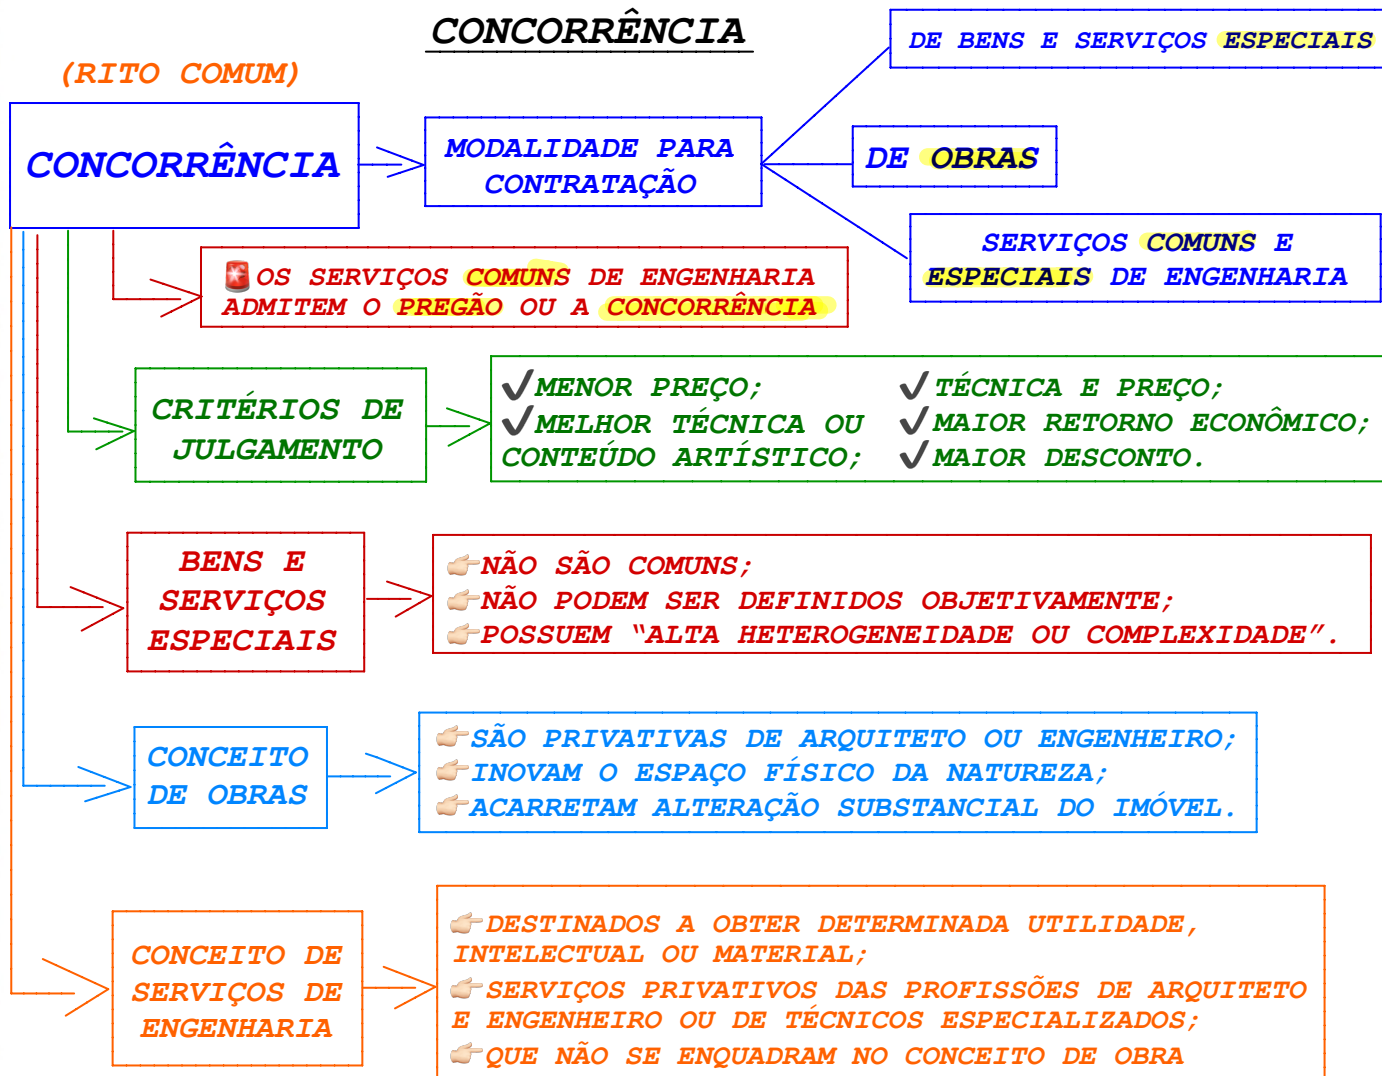 CONCORRÊNCIA
(RITO COMUM)
CONCORRÊNCIA
MODALIDADE PARA
CONTRATAÇÃO
DE BENS E SERVIÇOS ESPECIAIS
DE OBRAS
SERVIÇOS COMUNS E
ESPECIAIS DE ENGENHARIA
OS SERVIÇOS COMUNS DE ENGENHARIA
ADMITEM O PREGÃO OU A CONCORRÊNCIA
CRITÉRIOS DE
JULGAMENTO
MENOR PREÇO;
MELHOR TÉCNICA OU
CONTEÚDO ARTÍSTICO;
TÉCNICA E PREÇO;
MAIOR RETORNO ECONÔMICO;
MAIOR DESCONTO.
BENS E
SERVIÇOS
ESPECIAIS
NÃO SÃO COMUNS;
NÃO PODEM SER DEFINIDOS OBJETIVAMENTE;
POSSUEM “ALTA HETEROGENEIDADE OU COMPLEXIDADE”.
CONCEITO
DE OBRAS
SÃO PRIVATIVAS DE ARQUITETO OU ENGENHEIRO;
INOVAM O ESPAÇO FÍSICO DA NATUREZA;
ACARRETAM ALTERAÇÃO SUBSTANCIAL DO IMÓVEL.
CONCEITO DE
SERVIÇOS DE
ENGENHARIA
DESTINADOS A OBTER DETERMINADA UTILIDADE,
INTELECTUAL OU MATERIAL;
SERVIÇOS PRIVATIVOS DAS PROFISSÕES DE ARQUITETO
E ENGENHEIRO OU DE TÉCNICOS ESPECIALIZADOS;
QUE NÃO SE ENQUADRAM NO CONCEITO DE OBRA